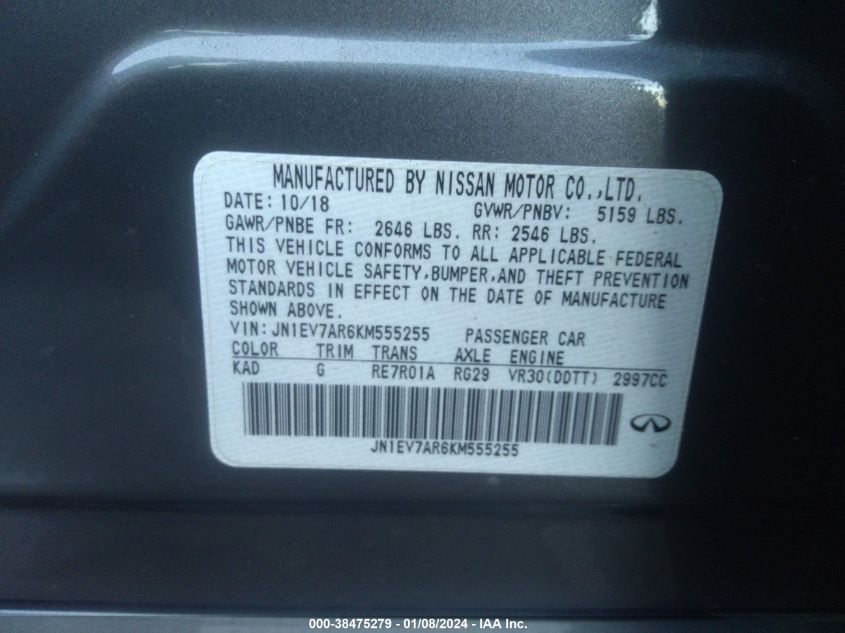 MANUFACTURED BY NISSAN MOTOR CO.,LTD.
DATE: 10/18 GVWR/PNBV: 5159 LBS.
GAWR/PNBE FR: 2646 LBS. RR: 2546 LBS.
THIS VEHICLE CONFORMS TO ALL APPLICABLE FEDERAL
MOTOR VEHICLE SAFETY,BUMPER,AND THEFT PREVENTION
STANDARDS IN EFFECT ON THE DATE OF MANUFACTURE
SHOWN ABOVE.
VIN:JN1EV7AR6KM555255 PASSENGER CAR
COLOR TRIM TRANS AXLE ENGINE
KAD G RE7R01A RG29 VR30(DDTT) 2997CC
JN1EV7AR6KM555255
000-38475279 - 01/08/2024 - IAA Inc.